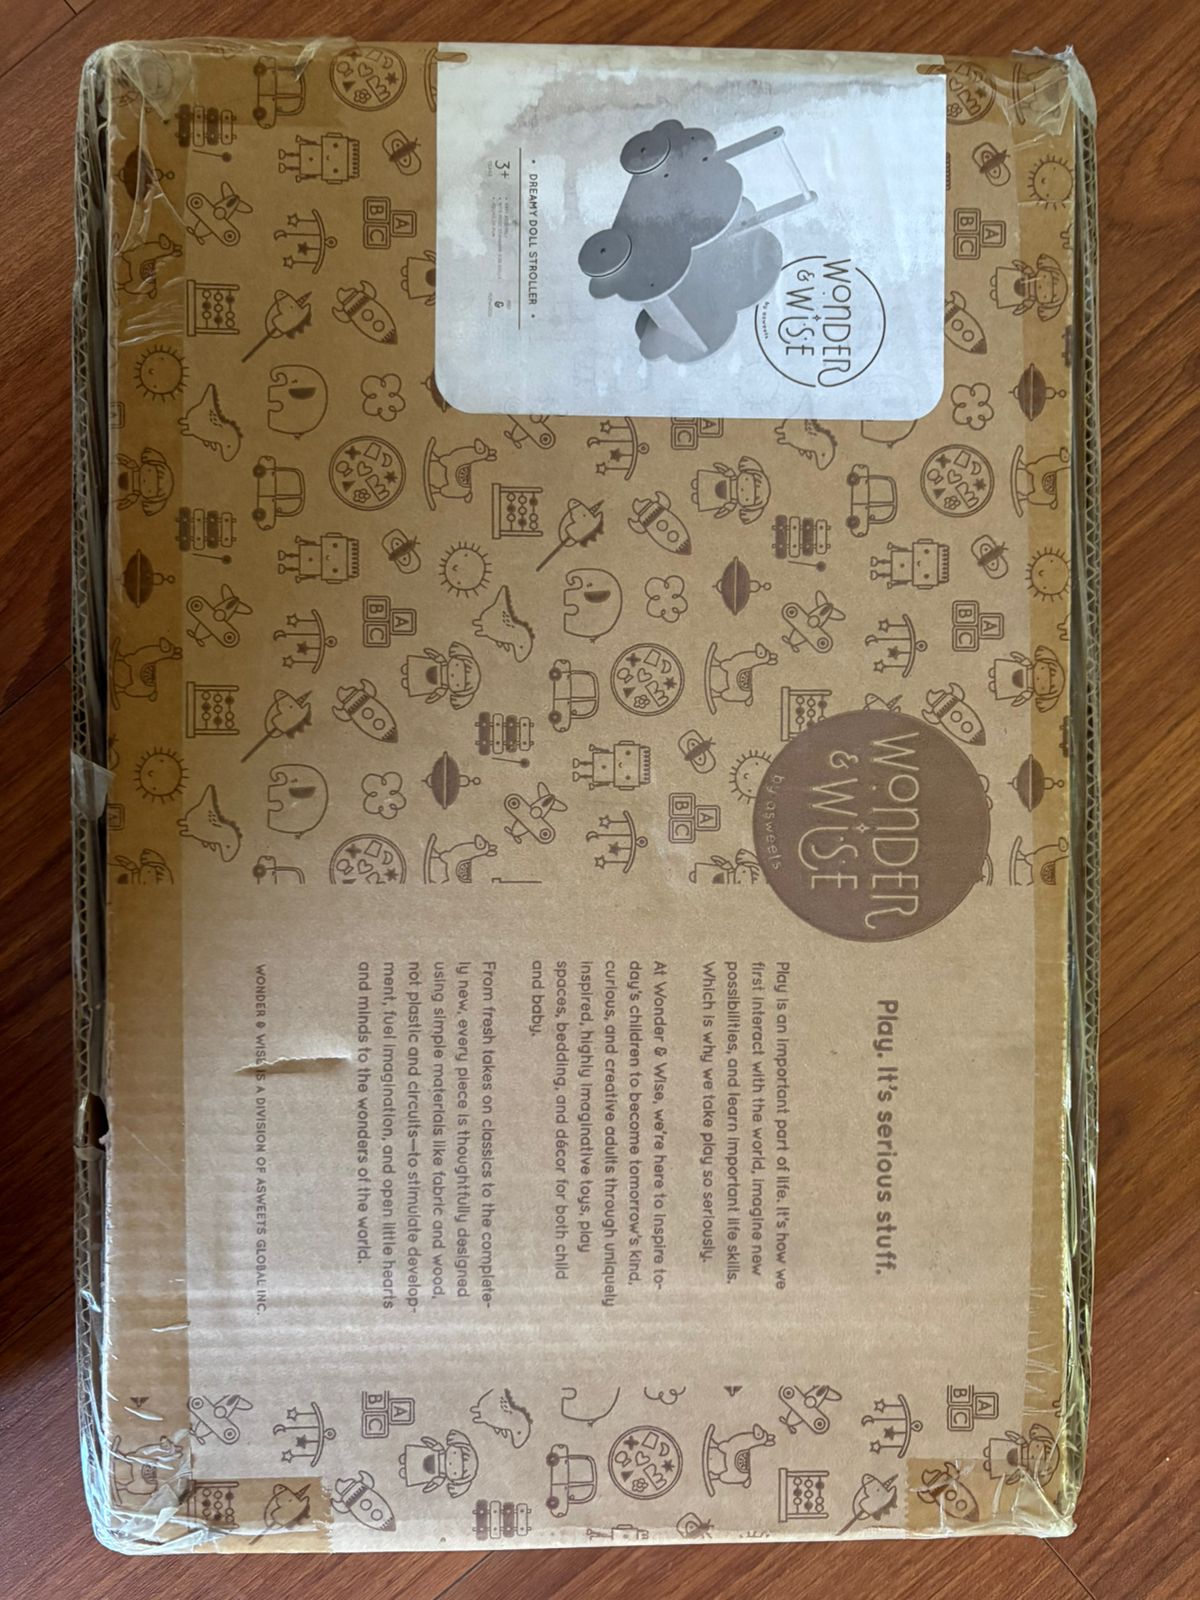 WONDER
& WiSE
by asweets
• DREAMY DOLL STROLLER •
3+
WONDER
& WiSE
by asweets
Play. It's serious stuff.
Play is an important part of life. It's how we
first interact with the world, imagine new
possibilities, and learn important life skills.
Which is why we take play so seriously.
At Wonder & Wise, we're here to inspire to-
day's children to become tomorrow's kind,
curious, and creative adults through uniquely
inspired, highly imaginative toys, play
spaces, bedding, and décor for both child
and baby.
From fresh takes on classics to the complete-
ly new, every piece is thoughtfully designed
using simple materials like fabric and wood,
not plastic and circuits—to stimulate develop-
ment, fuel imagination, and open little hearts
and minds to the wonders of the world.
WONDER & WISE IS A DIVISION OF ASWEETS GLOBAL INC.